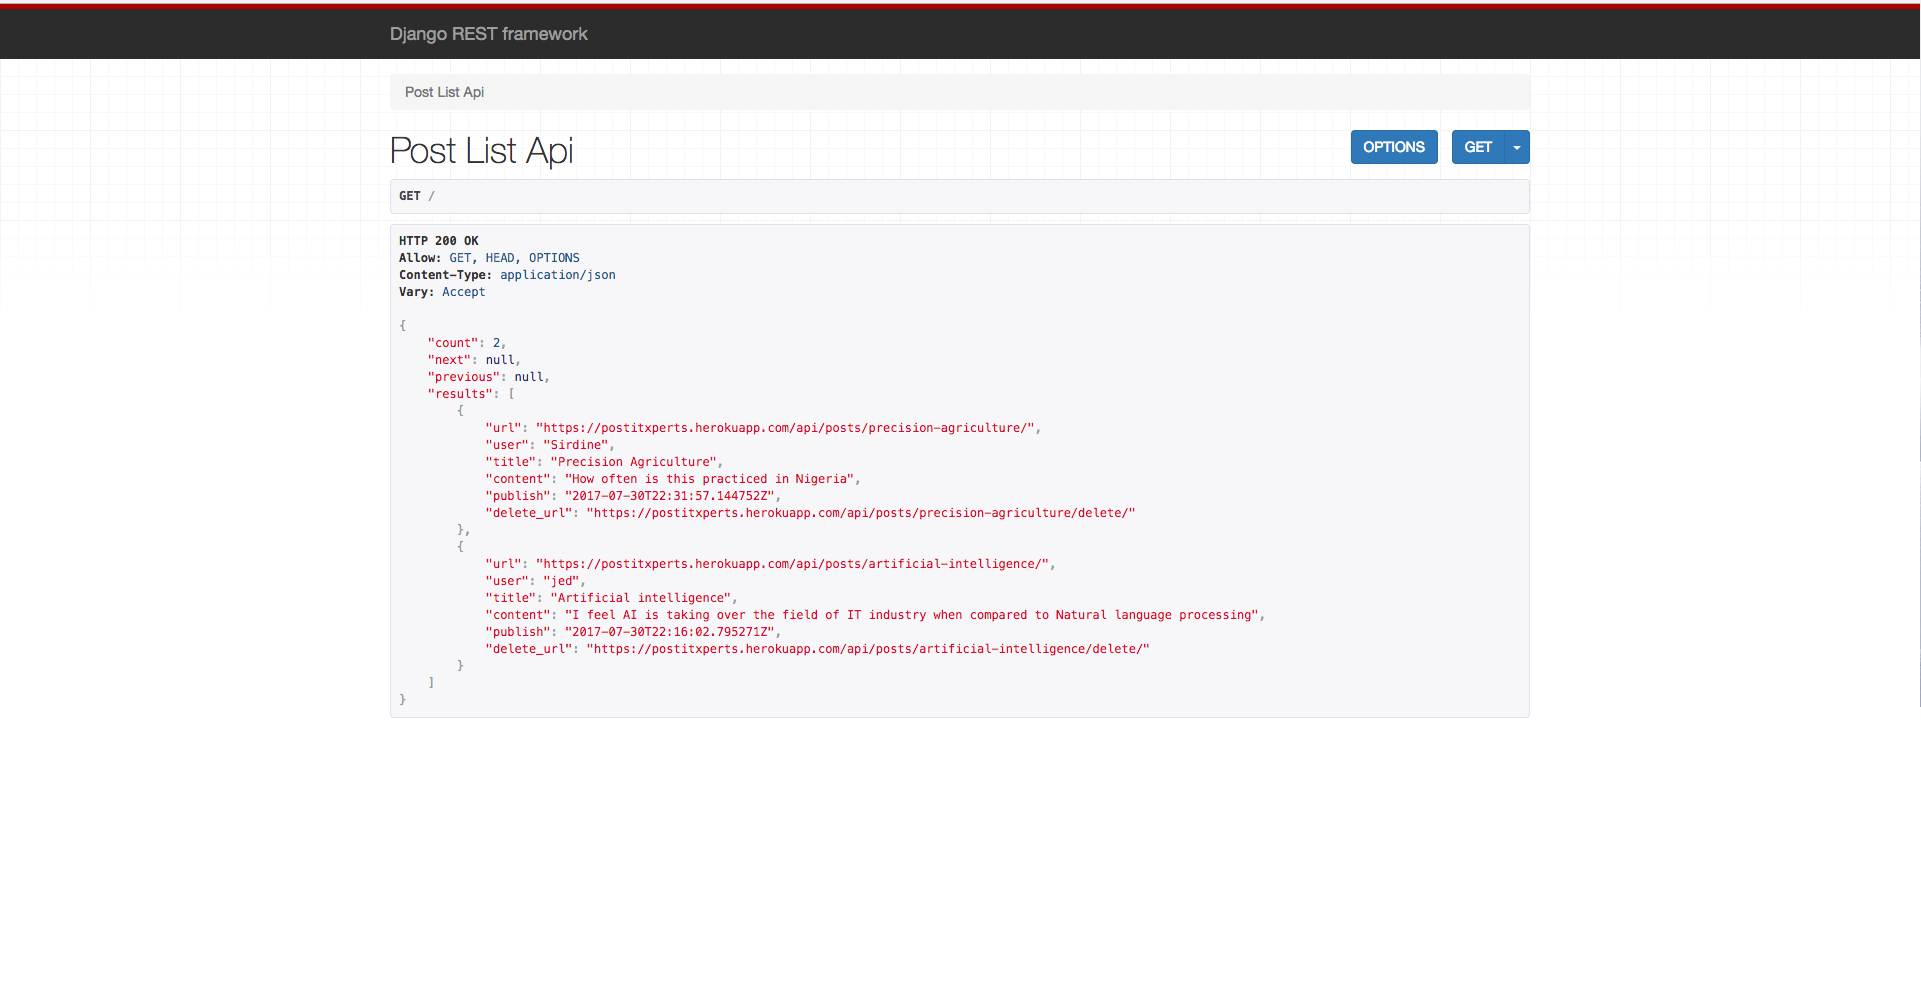 Django REST framework
Post List Api
Post List Api
OPTIONS
GET
GET /
HTTP 200 OK
Allow: GET, HEAD, OPTIONS
Content-Type: application/json
Vary: Accept
{
    "count": 2,
    "next": null,
    "previous": null,
    "results": [
        {
            "url": "https://postitxperts.herokuapp.com/api/posts/precision-agriculture/",
            "user": "Sirdine",
            "title": "Precision Agriculture",
            "content": "How often is this practiced in Nigeria",
            "publish": "2017-07-30T22:31:57.144752Z",
            "delete_url": "https://postitxperts.herokuapp.com/api/posts/precision-agriculture/delete/"
        },
        {
            "url": "https://postitxperts.herokuapp.com/api/posts/artificial-intelligence/",
            "user": "jed",
            "title": "Artificial intelligence",
            "content": "I feel AI is taking over the field of IT industry when compared to Natural language processing",
            "publish": "2017-07-30T22:16:02.795271Z",
            "delete_url": "https://postitxperts.herokuapp.com/api/posts/artificial-intelligence/delete/"
        }
    ]
}